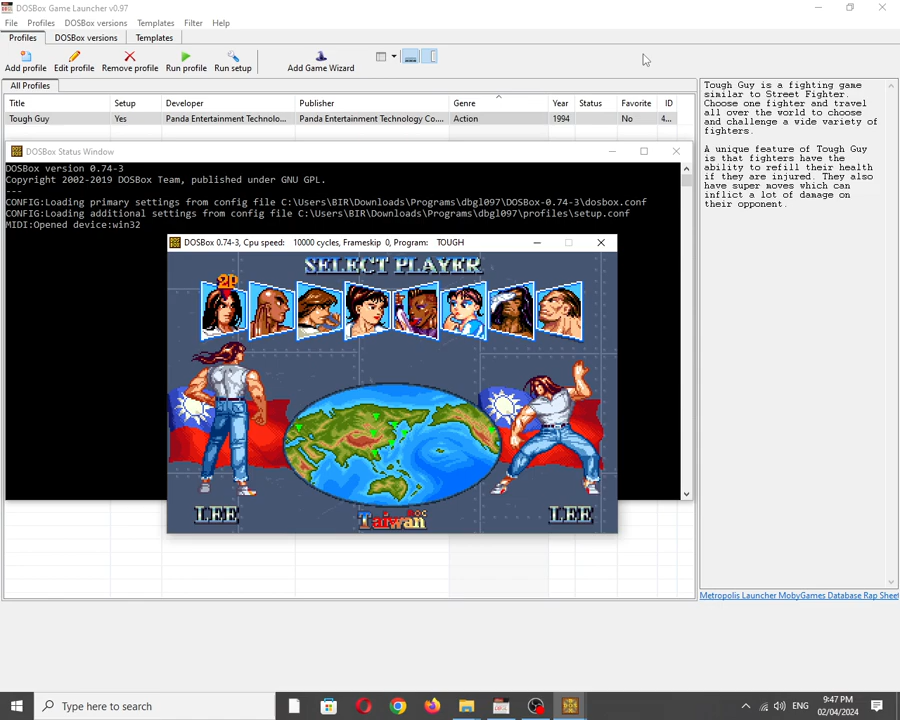 DOSBox Game Launcher v0.97
File Profiles DOSBox versions Templates Filter Help
Profiles DOSBox versions Templates
Add profile Edit profile Remove profile Run profile Run setup Add Game Wizard
All Profiles
Title Setup Developer Publisher Genre Year Status Favorite ID
Tough Guy Yes Panda Entertainment Technolo... Panda Entertainment Technology Co.... Action 1994 No 4...
Tough Guy is a fighting game
similar to Street Fighter.
Choose one fighter and travel
all over the world to choose
and challenge a wide variety of
fighters.
A unique feature of Tough Guy
is that fighters have the
ability to refill their health
if they are injured. They also
have super moves which can
inflict a lot of damage on
their opponent.
DOSBox Status Window
DOSBox version 0.74-3
Copyright 2002-2019 DOSBox Team, published under GNU GPL.
---
CONFIG:Loading primary settings from config file C:\Users\BIR\Downloads\Programs\dbgl097\DOSBox-0.74-3\dosbox.conf
CONFIG:Loading additional settings from config file C:\Users\BIR\Downloads\Programs\dbgl097\profiles\setup.conf
MIDI:Opened device:win32
DOSBox 0.74-3, Cpu speed: 10000 cycles, Frameskip 0, Program: TOUGH
SELECT PLAYER
2P
LEE Taiwan LEE
Metropolis Launcher MobyGames Database Rap Sheet
Type here to search
ENG
9:47 PM
02/04/2024